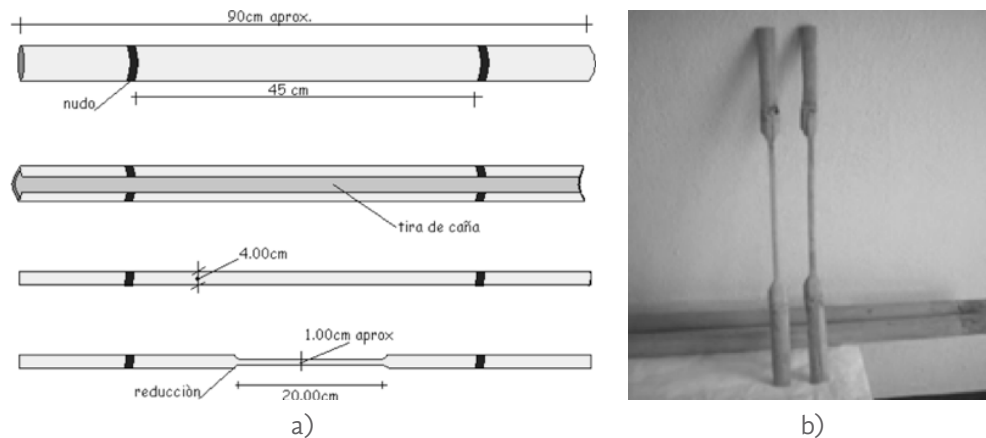 90cm aprox.
nudo
45 cm
tira de caña
4.00cm
1.00cm aprox
reducciòn
20.00cm
a)
b)